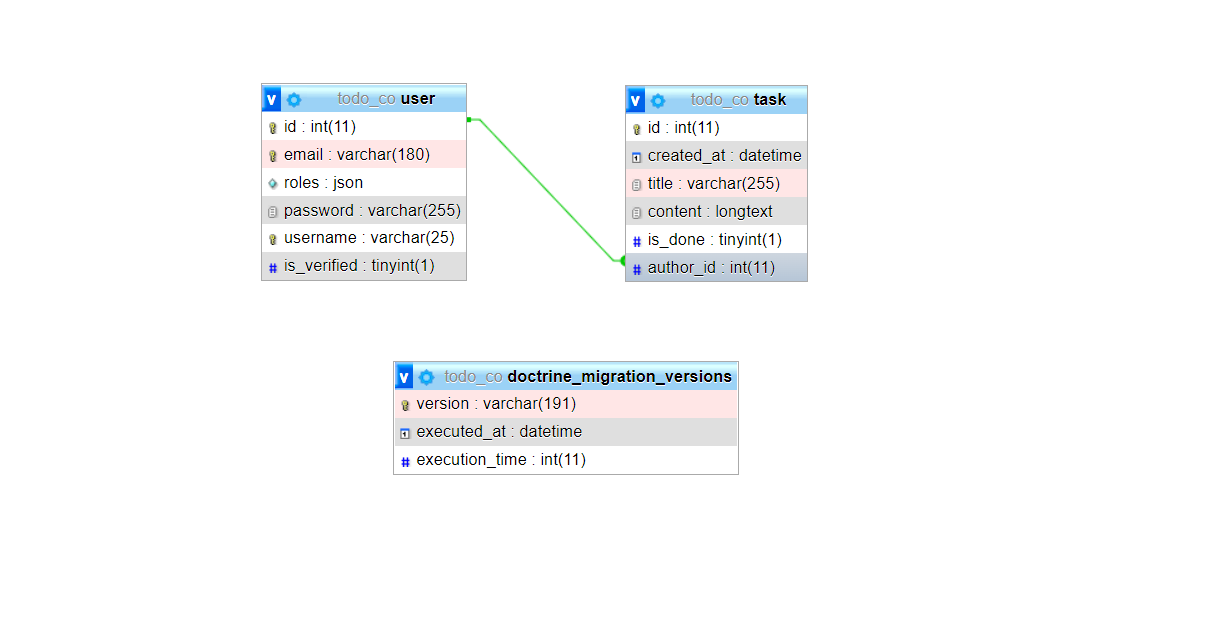 v todo_co user
id : int(11)
email : varchar(180)
roles : json
password : varchar(255)
username : varchar(25)
# is_verified : tinyint(1)
v todo_co task
id : int(11)
created_at : datetime
title : varchar(255)
content : longtext
# is_done : tinyint(1)
# author_id : int(11)
v todo_co doctrine_migration_versions
version : varchar(191)
executed_at : datetime
# execution_time : int(11)